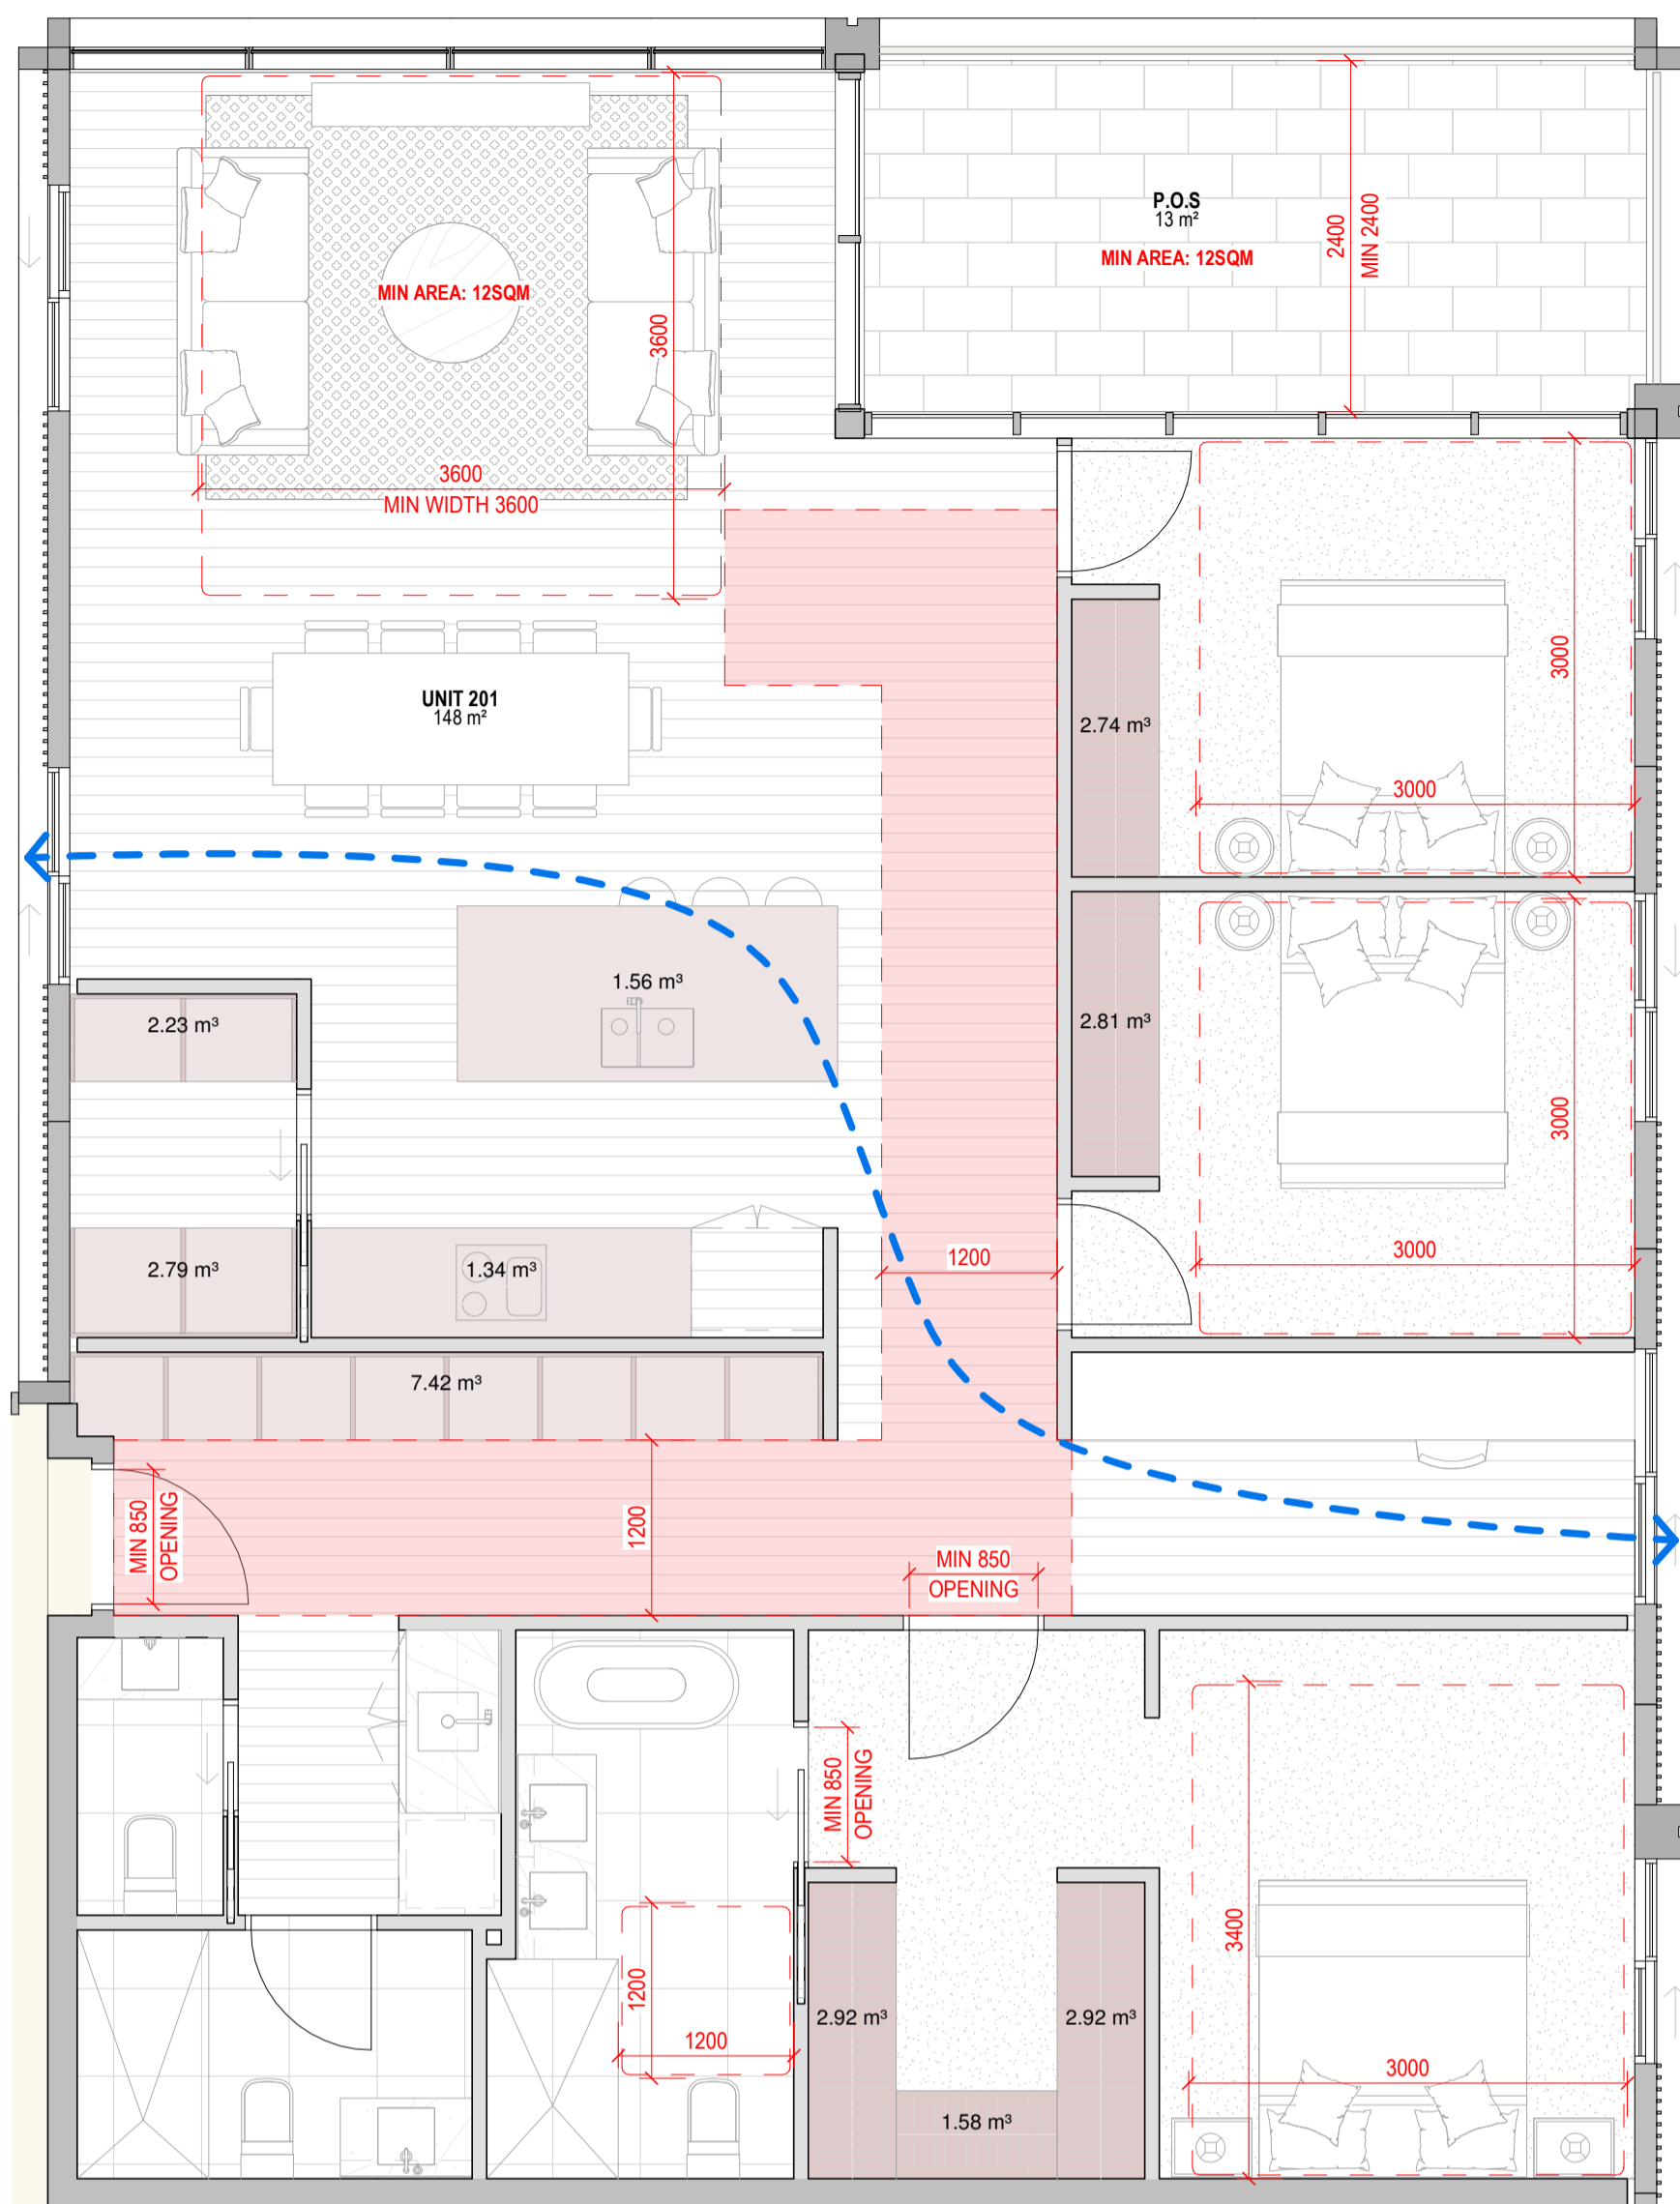 P.O.S
13 m²
MIN AREA: 12SQM
2400
MIN 2400
MIN AREA: 12SQM
3600
3600
MIN WIDTH 3600
UNIT 201
148 m²
2.74 m³
3000
3000
2.23 m³
1.56 m³
2.81 m³
3000
3000
2.79 m³
1.34 m³
1200
7.42 m³
MIN 850
OPENING
1200
MIN 850
OPENING
MIN 850
OPENING
1200
1200
2.92 m³
2.92 m³
1.58 m³
3400
3000